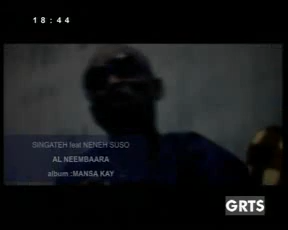 18:44
SINGATEH feat NENEH SUSO
AL NEEMBAARA
album :MANSA KAY
GRTS